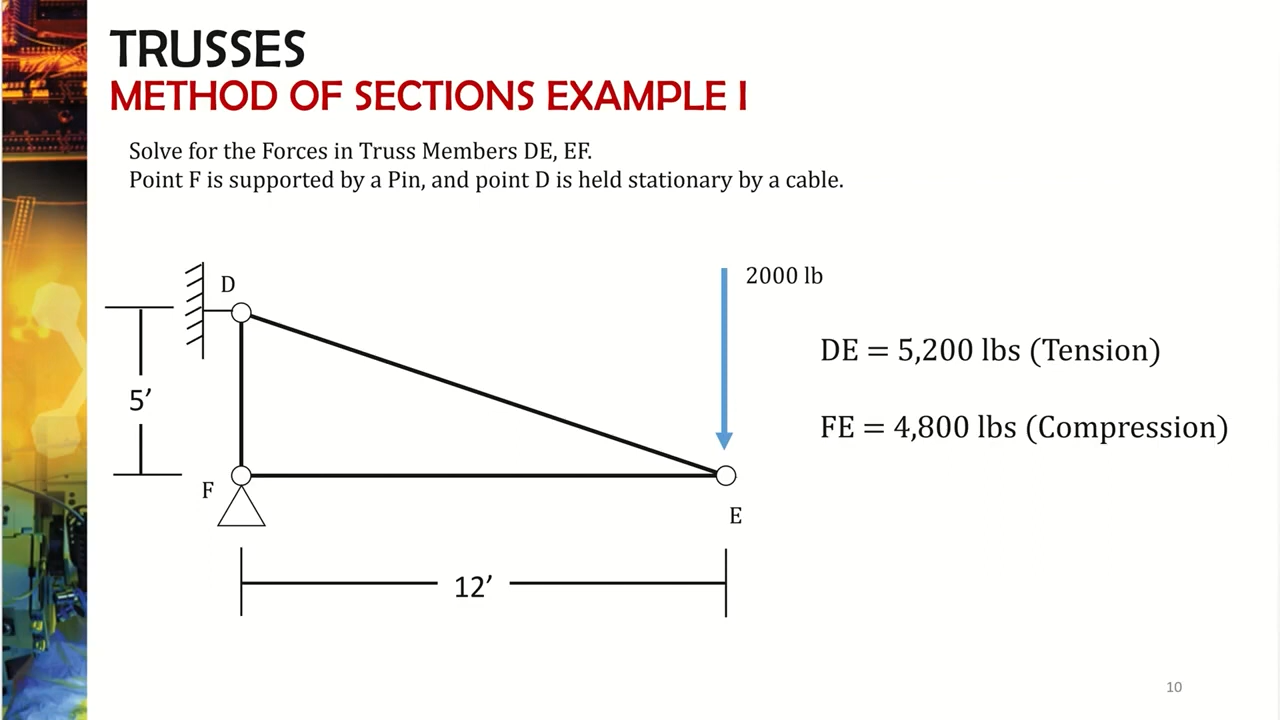 TRUSSES
METHOD OF SECTIONS EXAMPLE I
Solve for the Forces in Truss Members DE, EF.
Point F is supported by a Pin, and point D is held stationary by a cable.
D
2000 lb
DE = 5,200 lbs (Tension)
5’
FE = 4,800 lbs (Compression)
F
E
12’
10